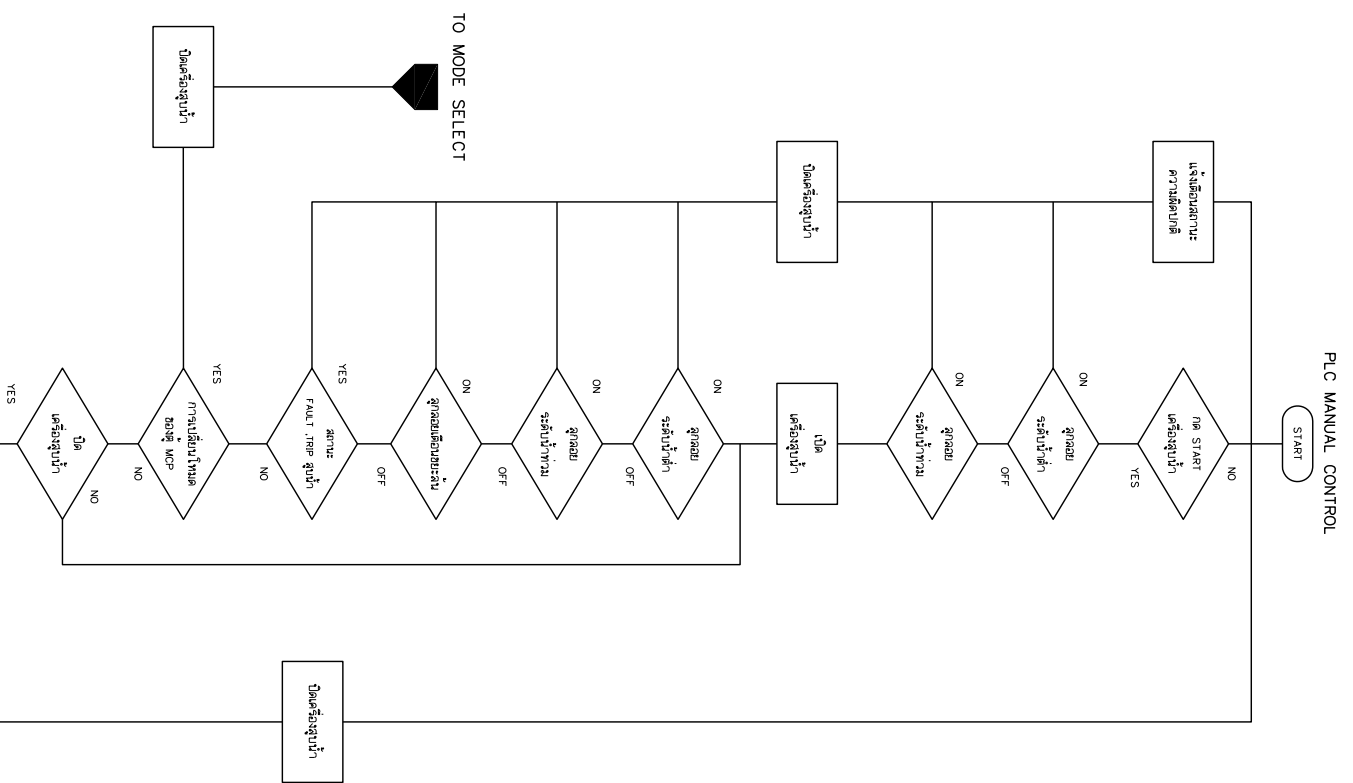 PLC MANUAL CONTROL
START
NO
กด START
เครื่องสูบน้ำ
YES
แจ้งเตือนสถานะ
ความผิดปกติ
ON
ลูกลอย
ระดับน้ำต่ำ
OFF
ON
ลูกลอย
ระดับน้ำท่วม
ปิดเครื่องสูบน้ำ
เปิด
เครื่องสูบน้ำ
ON
ลูกลอย
ระดับน้ำต่ำ
OFF
ON
ลูกลอย
ระดับน้ำท่วม
OFF
ON
ลูกลอยเตือนขยะล้น
OFF
YES
สถานะ
FAULT ,TRIP สูบน้ำ
NO
YES
การเปลี่ยนโหมด
ของตู้ MCP
NO
ปิด
เครื่องสูบน้ำ
NO
YES
ปิดเครื่องสูบน้ำ
TO MODE SELECT
ปิดเครื่องสูบน้ำ